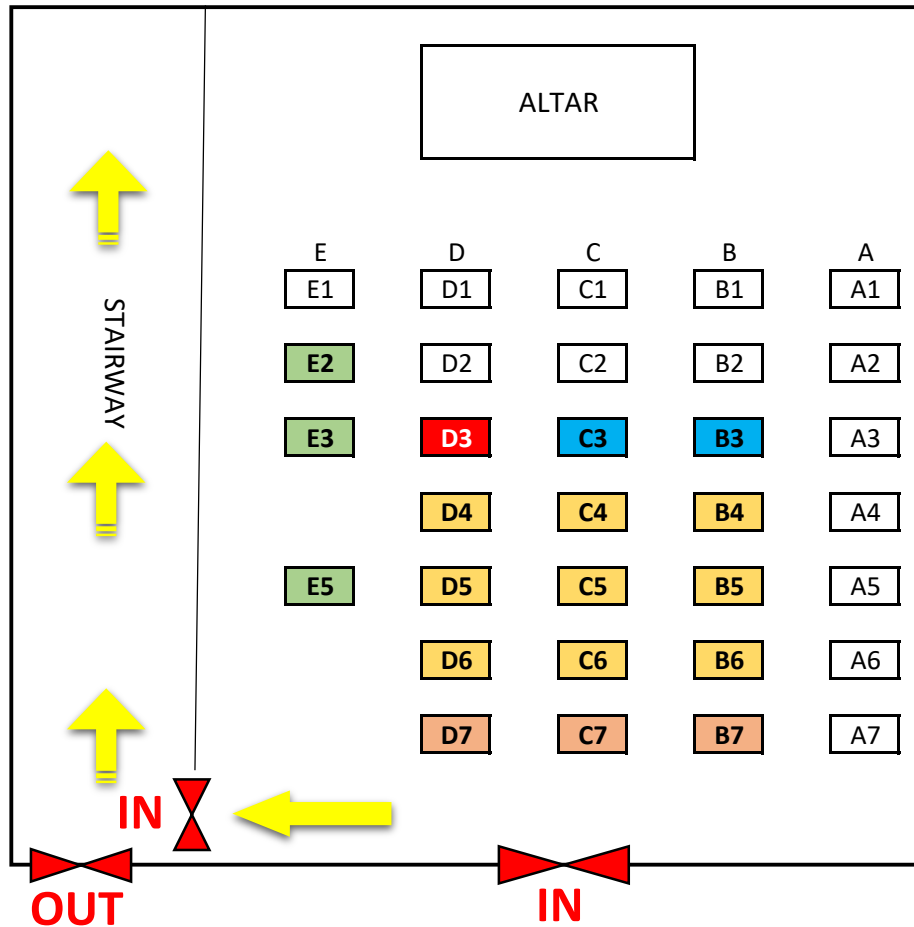 ALTAR
E D C B A
E1 D1 C1 B1 A1
STAIRWAY
E2 D2 C2 B2 A2
E3 D3 C3 B3 A3
D4 C4 B4 A4
E5 D5 C5 B5 A5
D6 C6 B6 A6
D7 C7 B7 A7
IN
OUT
IN